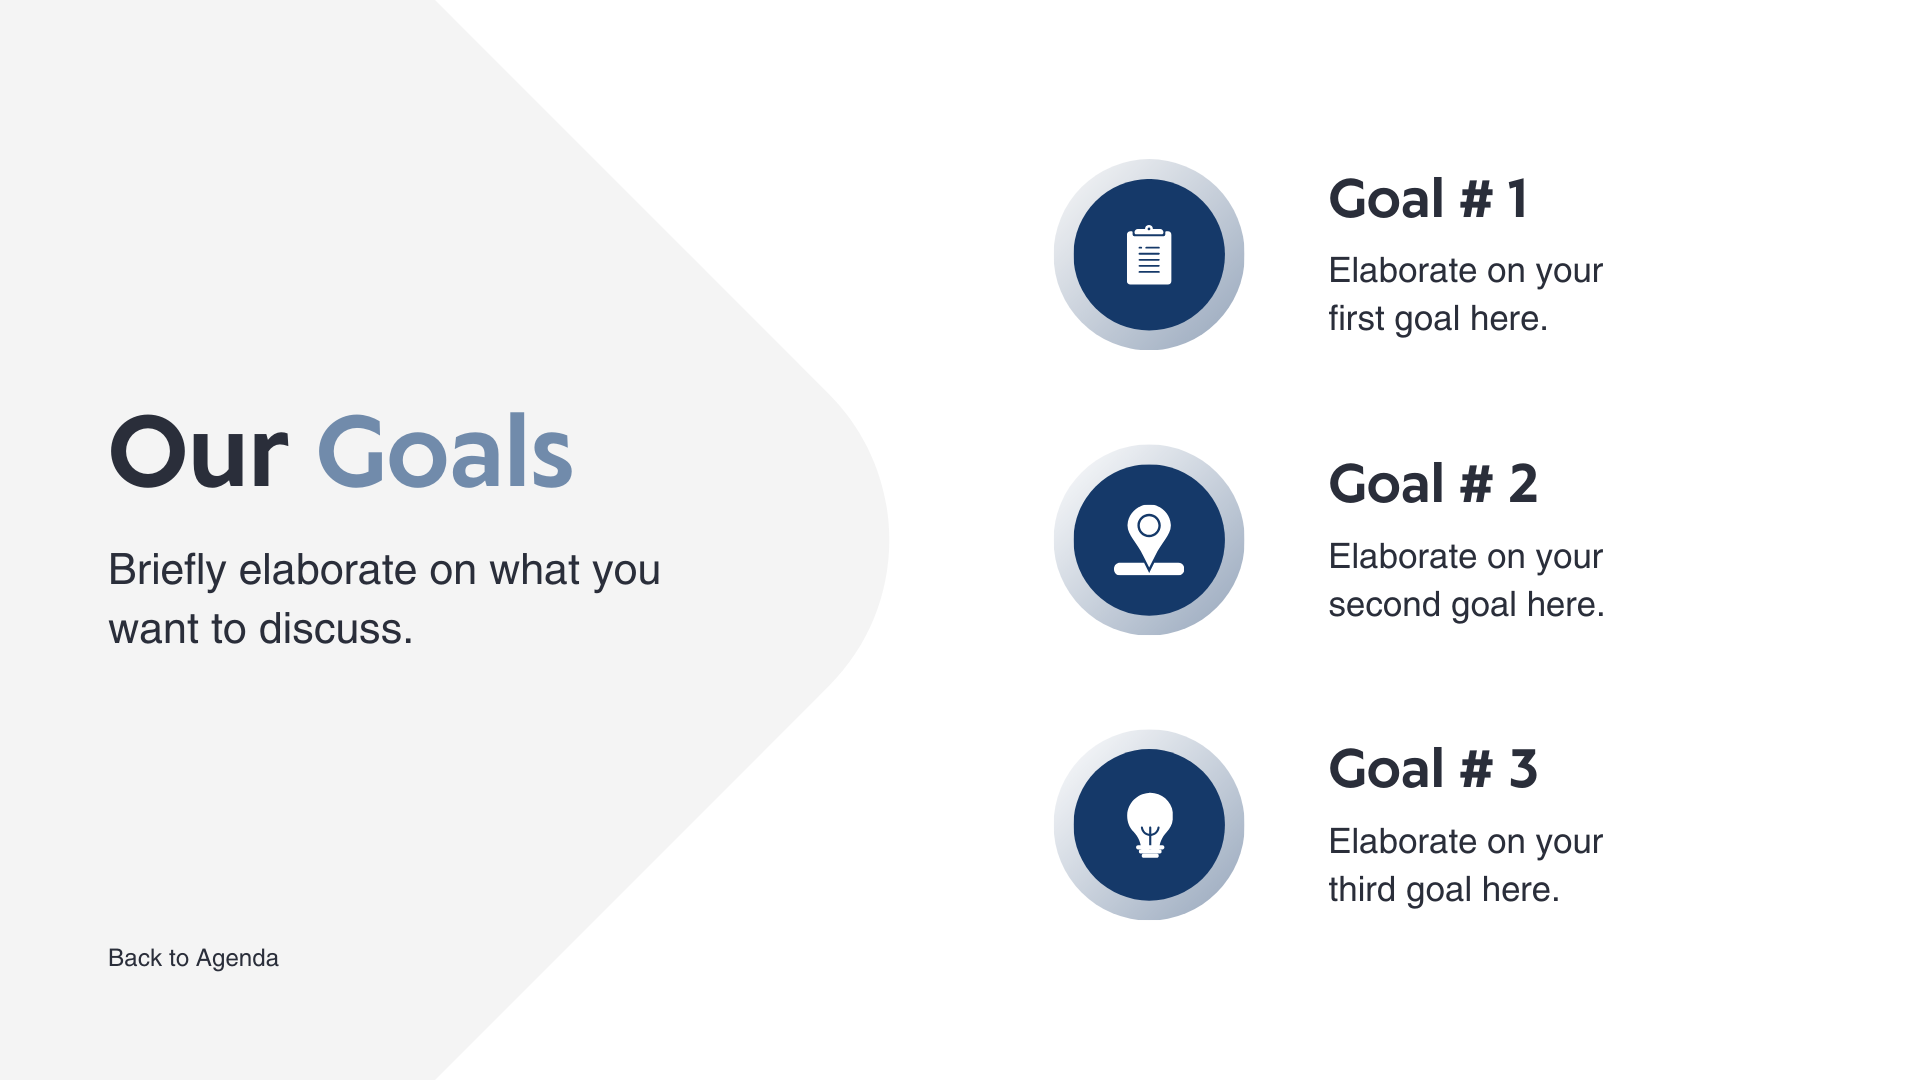 Our Goals
Briefly elaborate on what you
want to discuss.
Back to Agenda
Goal # 1
Elaborate on your
first goal here.
Goal # 2
Elaborate on your
second goal here.
Goal # 3
Elaborate on your
third goal here.